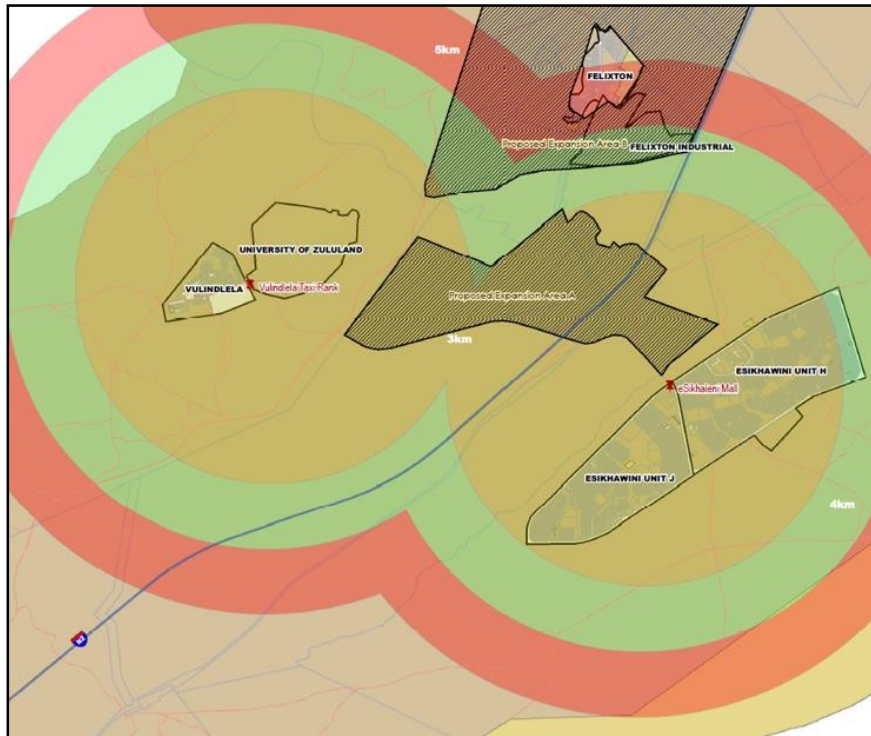 5km
FELIXTON
Proposed Expansion Area B
FELIXTON INDUSTRIAL
UNIVERSITY OF ZULULAND
VULINDLELA
Vulindlela Taxi Rank
Proposed Expansion Area A
3km
ESIKHAWINI UNIT H
eSikhaleni Mall
ESIKHAWINI UNIT J
4km
N2